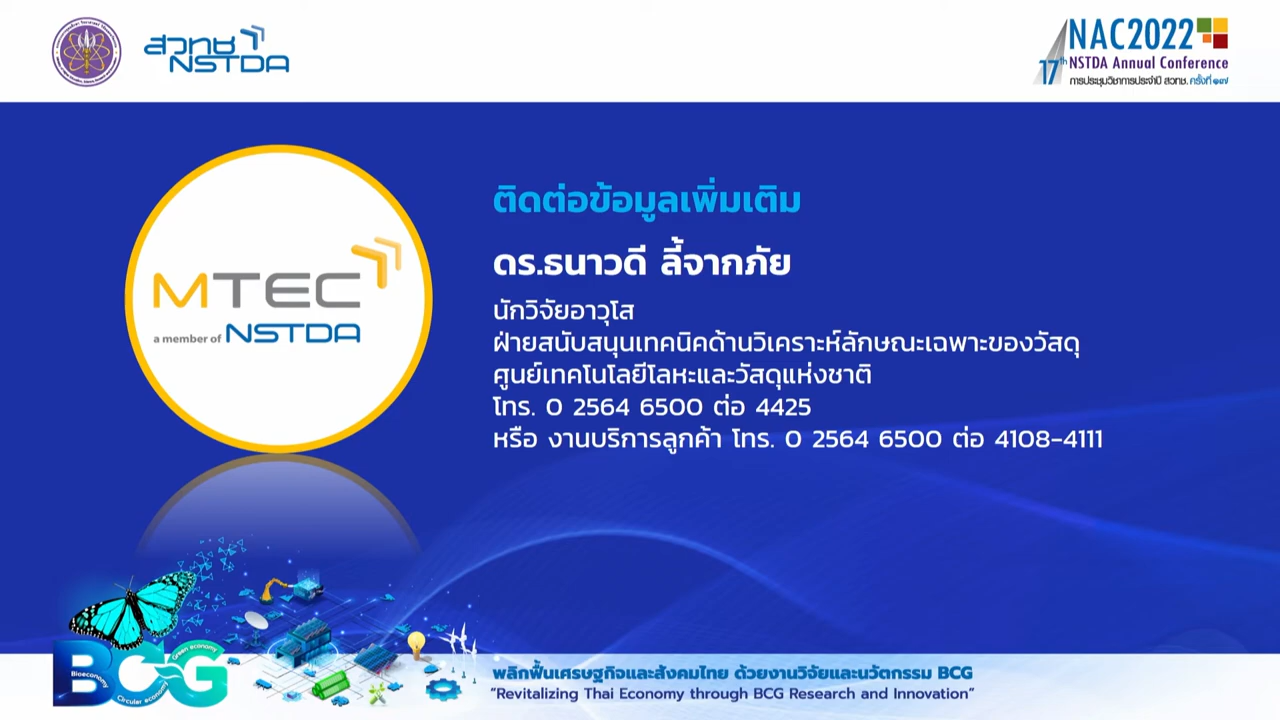 สวทช
NSTDA
NAC2022
17th NSTDA Annual Conference
การประชุมวิชาการประจำปี สวทช. ครั้งที่ ๑๗
ติดต่อข้อมูลเพิ่มเติม
ดร.ธนาวดี ลี้จากภัย
MTEC
a member of NSTDA
นักวิจัยอาวุโส
ฝ่ายสนับสนุนเทคนิคด้านวิเคราะห์ลักษณะเฉพาะของวัสดุ
ศูนย์เทคโนโลยีโลหะและวัสดุแห่งชาติ
โทร. 0 2564 6500 ต่อ 4425
หรือ งานบริการลูกค้า โทร. 0 2564 6500 ต่อ 4108-4111
BCG
Bioeconomy
Circular economy
Green economy
พลิกฟื้นเศรษฐกิจและสังคมไทย ด้วยงานวิจัยและนวัตกรรม BCG
“Revitalizing Thai Economy through BCG Research and Innovation”